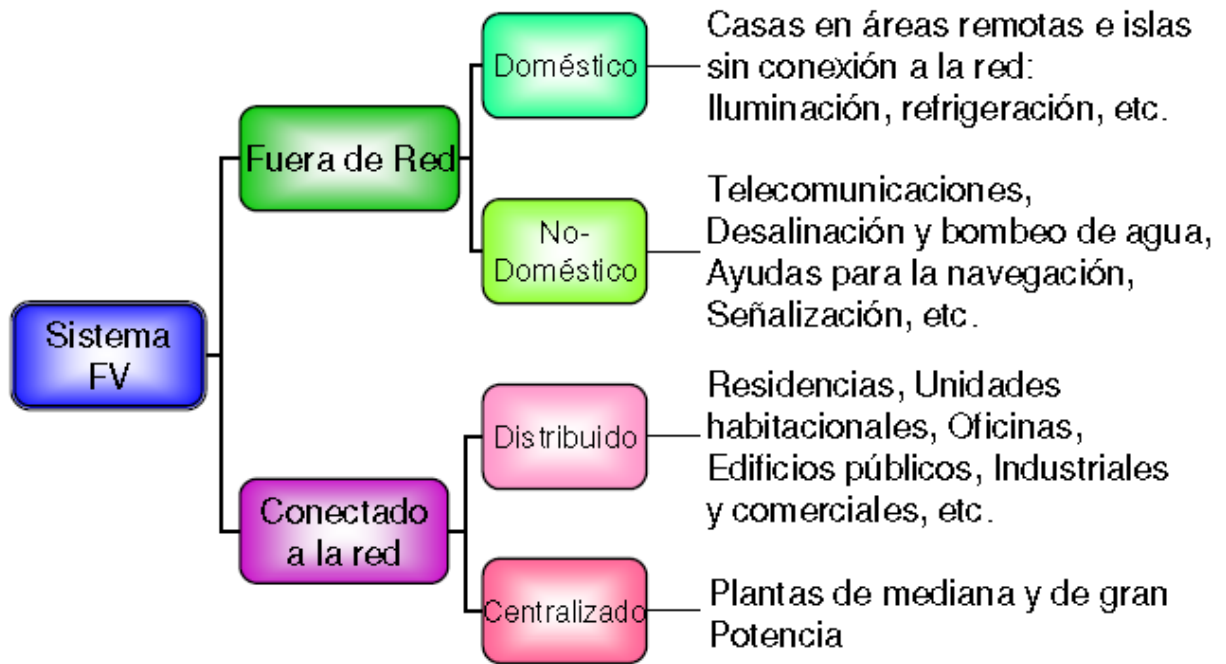 Sistema
FV
Fuera de Red
Doméstico
Casas en áreas remotas e islas
sin conexión a la red:
Iluminación, refrigeración, etc.
No-
Doméstico
Telecomunicaciones,
Desalinación y bombeo de agua,
Ayudas para la navegación,
Señalización, etc.
Conectado
a la red
Distribuido
Residencias, Unidades
habitacionales, Oficinas,
Edificios públicos, Industriales
y comerciales, etc.
Centralizado
Plantas de mediana y de gran
Potencia